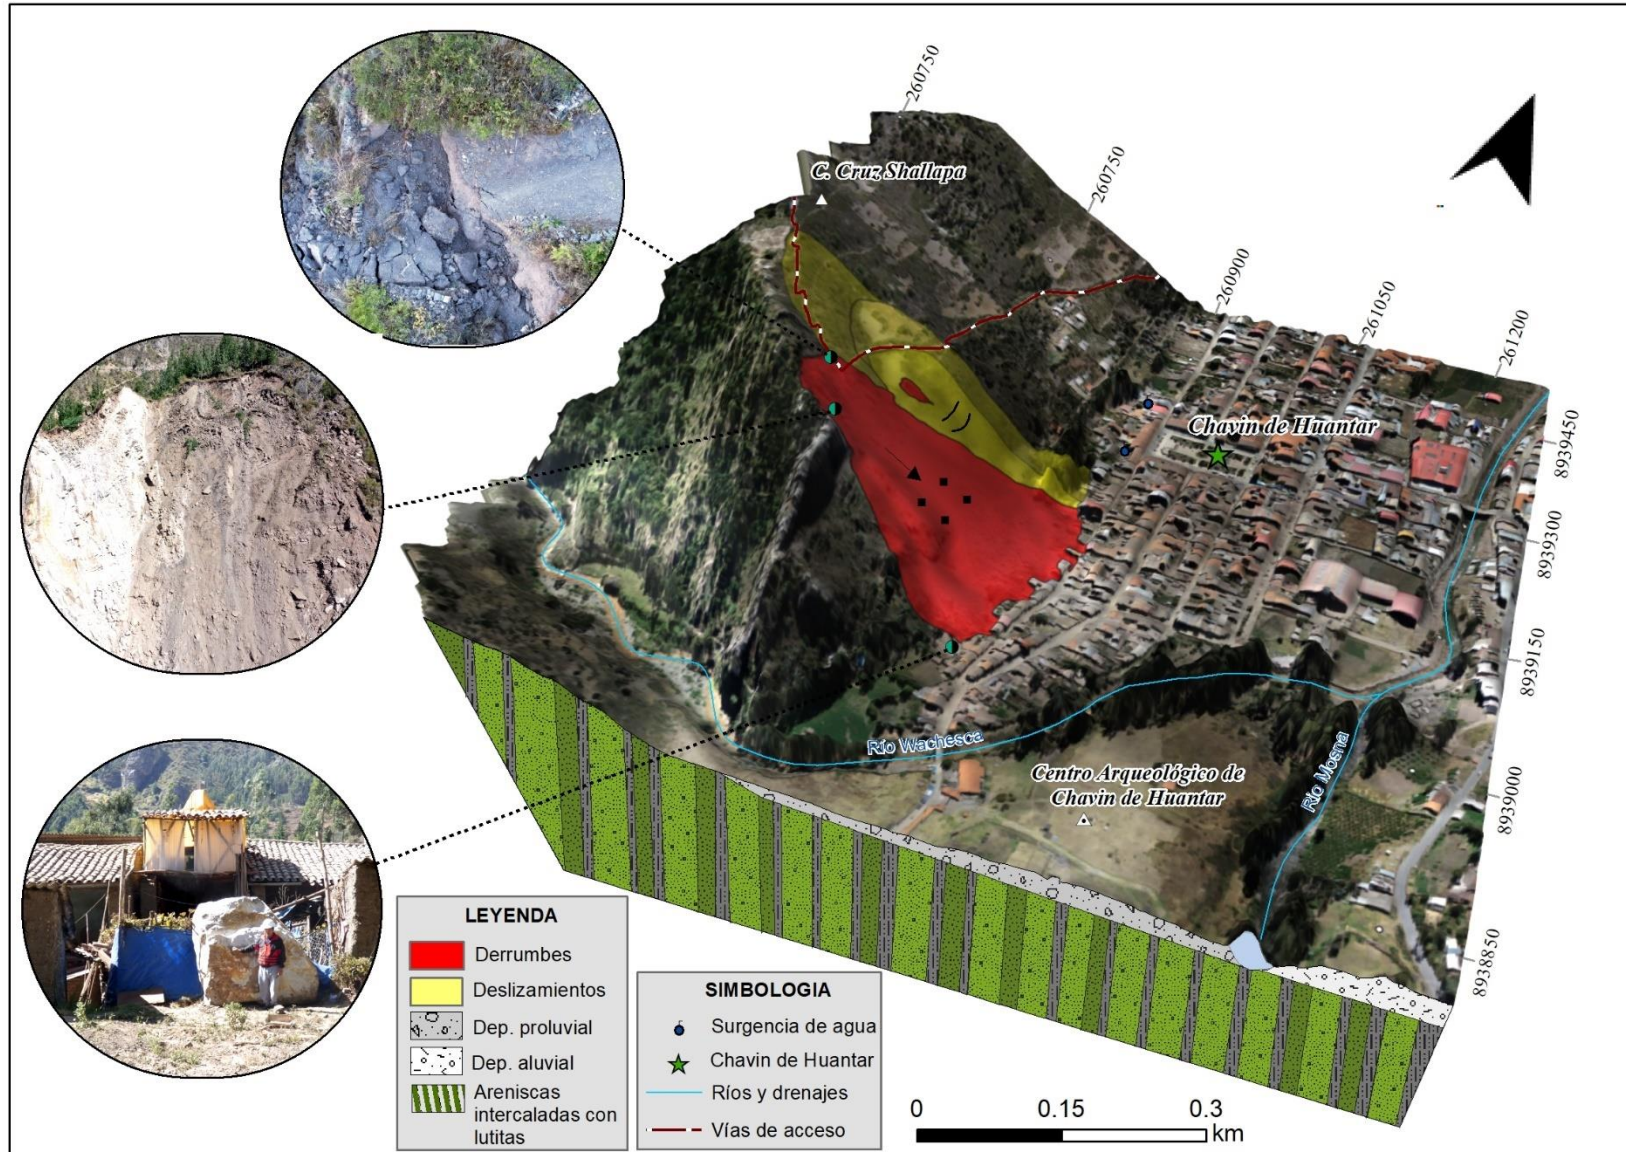 260750
C. Cruz Shallapa
260750
260900
261050
261200
Chavin de Huantar
8939450
8939300
8939150
Río Wachesca
Centro Arqueológico de
Chavin de Huantar
Río Mosna
8939000
8938850
LEYENDA
Derrumbes
Deslizamientos
Dep. proluvial
Dep. aluvial
Areniscas
intercaladas con
lutitas
SIMBOLOGIA
Surgencia de agua
Chavin de Huantar
Ríos y drenajes
Vías de acceso
0 0.15 0.3
km